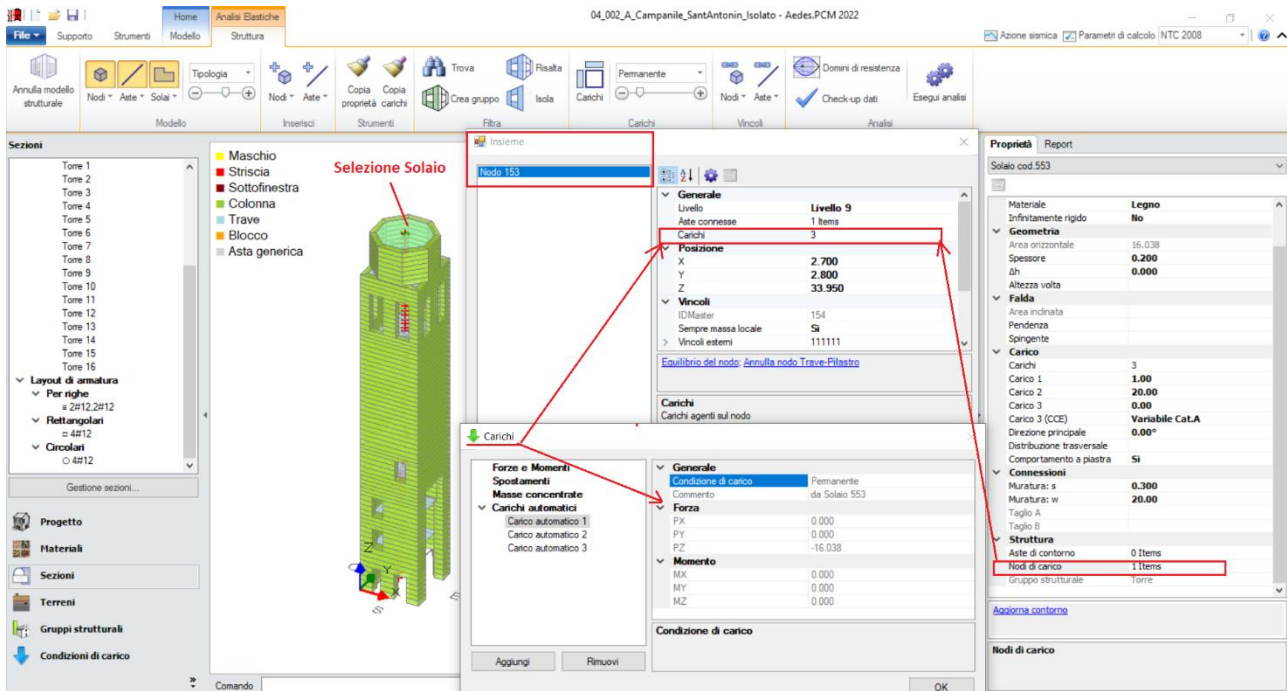 04_002_A_Campanile_SantAntonin_Isolato - Aedes.PCM 2022
Home
Analisi Elastiche
File
Supporto
Strumenti
Modello
Struttura
Azione sismica
Parametri di calcolo
NTC 2008
Annulla modello
strutturale
Nodi
Aste
Solai
Tipologia
Modello
Nodi
Aste
Inserisci
Copia
proprietà
Copia
carichi
Strumenti
Trova
Crea gruppo
Risalta
Isola
Filtra
Carichi
Permanente
Carichi
Nodi
Aste
Vincoli
Domini di resistenza
Check-up dati
Esegui analisi
Analisi
Sezioni
Torre 1
Torre 2
Torre 3
Torre 4
Torre 5
Torre 6
Torre 7
Torre 8
Torre 9
Torre 10
Torre 11
Torre 12
Torre 13
Torre 14
Torre 15
Torre 16
Layout di armatura
Per righe
2#12,2#12
Rettangolari
4#12
Circolari
4#12
Gestione sezioni...
Progetto
Materiali
Sezioni
Terreni
Gruppi strutturali
Condizioni di carico
Maschio
Striscia
Sottofinestra
Colonna
Trave
Blocco
Asta generica
Selezione Solaio
Z
Y
X
S
E
Comando
Insieme
Nodo 153
Generale
Livello Livello 9
Aste connesse 1 Items
Carichi 3
Posizione
X 2.700
Y 2.800
Z 33.950
Vincoli
IDMaster 154
Sempre massa locale Sì
Vincoli esterni 111111
Equilibrio del nodo; Annulla nodo Trave-Pilastro
Carichi
Carichi agenti sul nodo
Carichi
Forze e Momenti
Spostamenti
Masse concentrate
Carichi automatici
Carico automatico 1
Carico automatico 2
Carico automatico 3
Aggiungi
Rimuovi
Generale
Condizione di carico Permanente
Commento da Solaio 553
Forza
PX 0.000
PY 0.000
PZ -16.038
Momento
MX 0.000
MY 0.000
MZ 0.000
Condizione di carico
OK
Proprietà
Report
Solaio cod.553
Materiale Legno
Infinitamente rigido No
Geometria
Area orizzontale 16.038
Spessore 0.200
Δh 0.000
Altezza volta
Falda
Area inclinata
Pendenza
Spingente
Carico
Carichi 3
Carico 1 1.00
Carico 2 20.00
Carico 3 0.00
Carico 3 (CCE) Variabile Cat.A
Direzione principale 0.00°
Distribuzione trasversale
Comportamento a piastra Sì
Connessioni
Muratura: s 0.300
Muratura: w 20.00
Taglio A
Taglio B
Struttura
Aste di contorno 0 Items
Nodi di carico 1 Items
Gruppo strutturale Torre
Aggiorna contorno
Nodi di carico